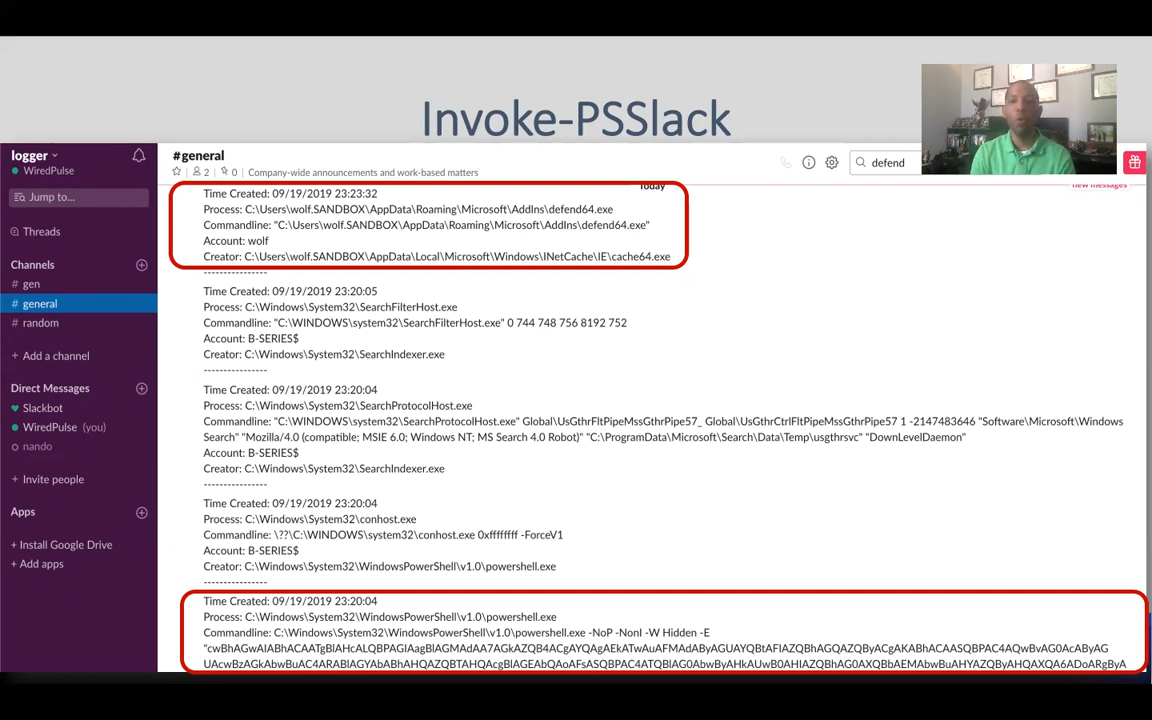 Invoke-PSSlack
logger
WiredPulse
Jump to...
Threads
Channels
# gen
# general
# random
+ Add a channel
Direct Messages
Slackbot
WiredPulse (you)
nando
+ Invite people
Apps
+ Install Google Drive
+ Add apps
#general
2
0
Company-wide announcements and work-based matters
defend
Today
new messages
Time Created: 09/19/2019 23:23:32
Process: C:\Users\wolf.SANDBOX\AppData\Roaming\Microsoft\AddIns\defend64.exe
Commandline: "C:\Users\wolf.SANDBOX\AppData\Roaming\Microsoft\AddIns\defend64.exe"
Account: wolf
Creator: C:\Users\wolf.SANDBOX\AppData\Local\Microsoft\Windows\INetCache\IE\cache64.exe
---------------
Time Created: 09/19/2019 23:20:05
Process: C:\Windows\System32\SearchFilterHost.exe
Commandline: "C:\WINDOWS\system32\SearchFilterHost.exe" 0 744 748 756 8192 752
Account: B-SERIES$
Creator: C:\Windows\System32\SearchIndexer.exe
---------------
Time Created: 09/19/2019 23:20:04
Process: C:\Windows\System32\SearchProtocolHost.exe
Commandline: "C:\WINDOWS\system32\SearchProtocolHost.exe" Global\UsGthrFltPipeMssGthrPipe57_ Global\UsGthrCtrlFltPipeMssGthrPipe57 1 -2147483646 "Software\Microsoft\Windows
Search" "Mozilla/4.0 (compatible; MSIE 6.0; Windows NT; MS Search 4.0 Robot)" "C:\ProgramData\Microsoft\Search\Data\Temp\usgthrsvc" "DownLevelDaemon"
Account: B-SERIES$
Creator: C:\Windows\System32\SearchIndexer.exe
---------------
Time Created: 09/19/2019 23:20:04
Process: C:\Windows\System32\conhost.exe
Commandline: \??\C:\WINDOWS\system32\conhost.exe 0xffffffff -ForceV1
Account: B-SERIES$
Creator: C:\Windows\System32\WindowsPowerShell\v1.0\powershell.exe
---------------
Time Created: 09/19/2019 23:20:04
Process: C:\Windows\System32\WindowsPowerShell\v1.0\powershell.exe
Commandline: C:\Windows\System32\WindowsPowerShell\v1.0\powershell.exe -NoP -NonI -W Hidden -E